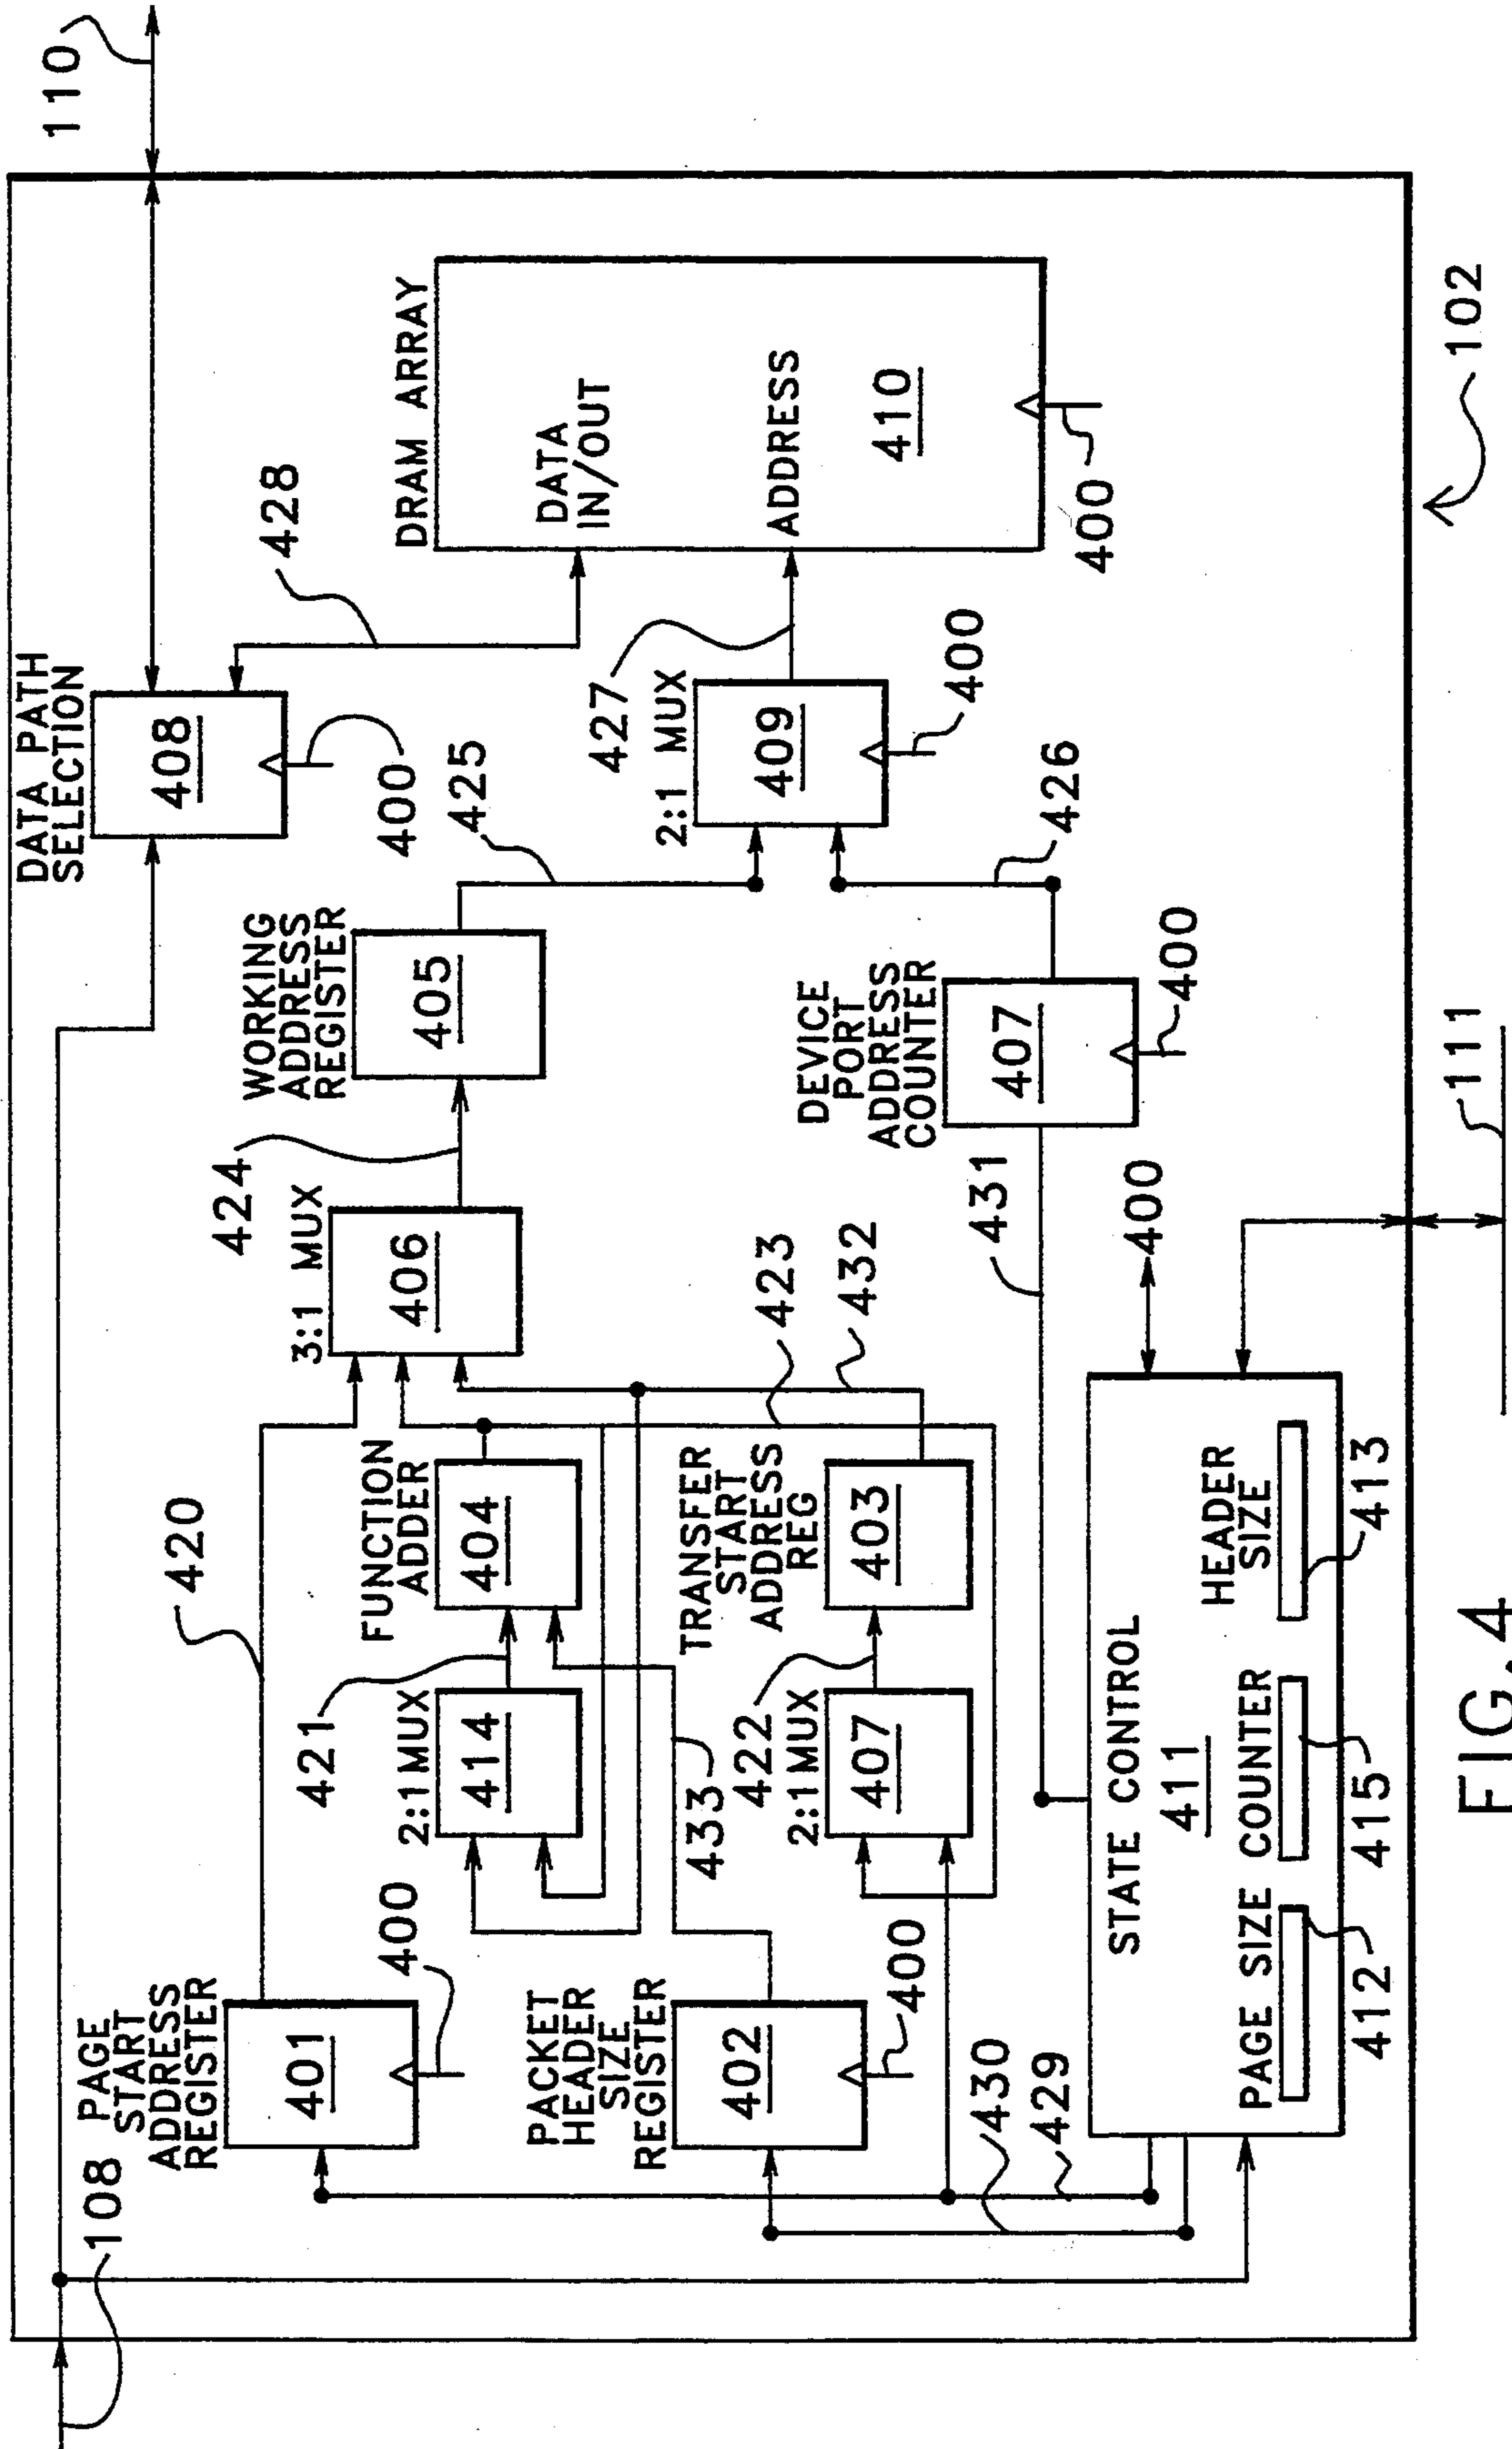 110
108
DATA PATH
SELECTION
408
400
428
DRAM ARRAY
DATA
IN/OUT
ADDRESS
410
400
PAGE
START
ADDRESS
REGISTER
401
400
420
3:1 MUX
406
424
WORKING
ADDRESS
REGISTER
405
425
427
2:1 MUX
409
400
421
2:1 MUX
414
FUNCTION
ADDER
404
PACKET
HEADER
SIZE
REGISTER
402
400
433
422
2:1 MUX
407
TRANSFER
START
ADDRESS
REG
403
423
432
DEVICE
PORT
ADDRESS
COUNTER
407
400
426
431
430
429
STATE CONTROL
411
400
PAGE SIZE COUNTER
HEADER
SIZE
412
415
413
111
102
FIG.4